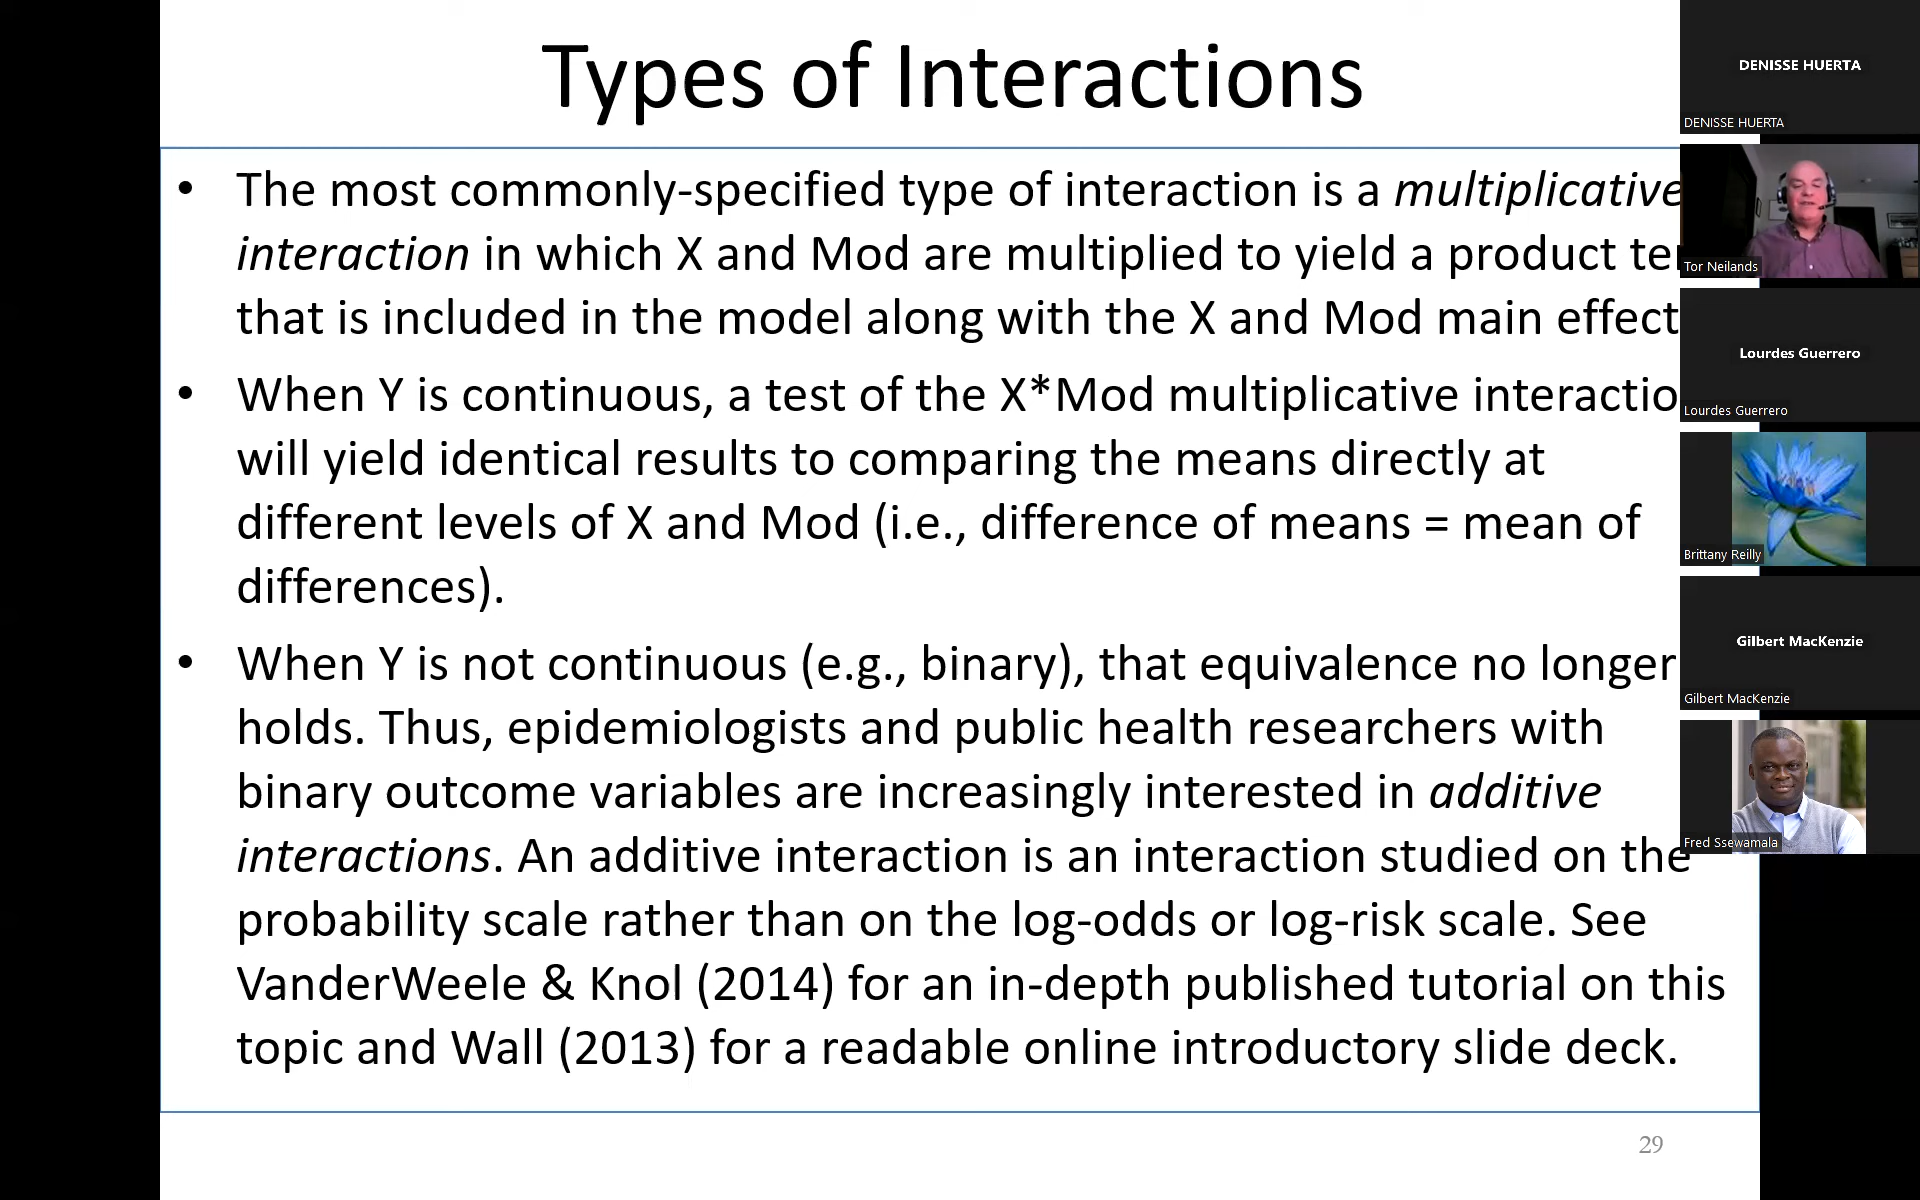 Types of Interactions
• The most commonly-specified type of interaction is a multiplicative
interaction in which X and Mod are multiplied to yield a product
that is included in the model along with the X and Mod main effect
• When Y is continuous, a test of the X*Mod multiplicative interactio
will yield identical results to comparing the means directly at
different levels of X and Mod (i.e., difference of means = mean of
differences).
• When Y is not continuous (e.g., binary), that equivalence no longer
holds. Thus, epidemiologists and public health researchers with
binary outcome variables are increasingly interested in additive
interactions. An additive interaction is an interaction studied on the
probability scale rather than on the log-odds or log-risk scale. See
VanderWeele & Knol (2014) for an in-depth published tutorial on this
topic and Wall (2013) for a readable online introductory slide deck.
29
DENISSE HUERTA
DENISSE HUERTA
Tor Neilands
Lourdes Guerrero
Lourdes Guerrero
Brittany Reilly
Gilbert MacKenzie
Gilbert MacKenzie
Fred Ssewamala